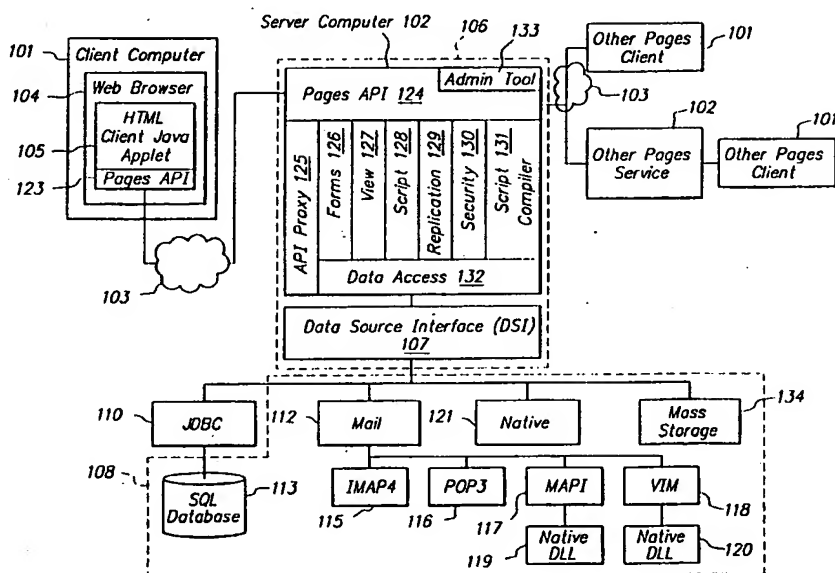 Server Computer 102
106
133
101
Client Computer
104
Web Browser
105
HTML
Client Java
Applet
123
Pages API
103
Pages API 124
Admin Tool
API Proxy 125
Forms 126
View 127
Script 128
Replication 129
Security 130
Script 131
Compiler
Data Access 132
Data Source Interface (DSI)
107
Other Pages
Client
101
103
102
Other Pages
Service
101
Other Pages
Client
110
JDBC
112
Mail
121
Native
Mass
Storage
134
108
SQL
Database
113
IMAP4
115
POP3
116
MAPI
117
VIM
118
Native
DLL
119
Native
DLL
120